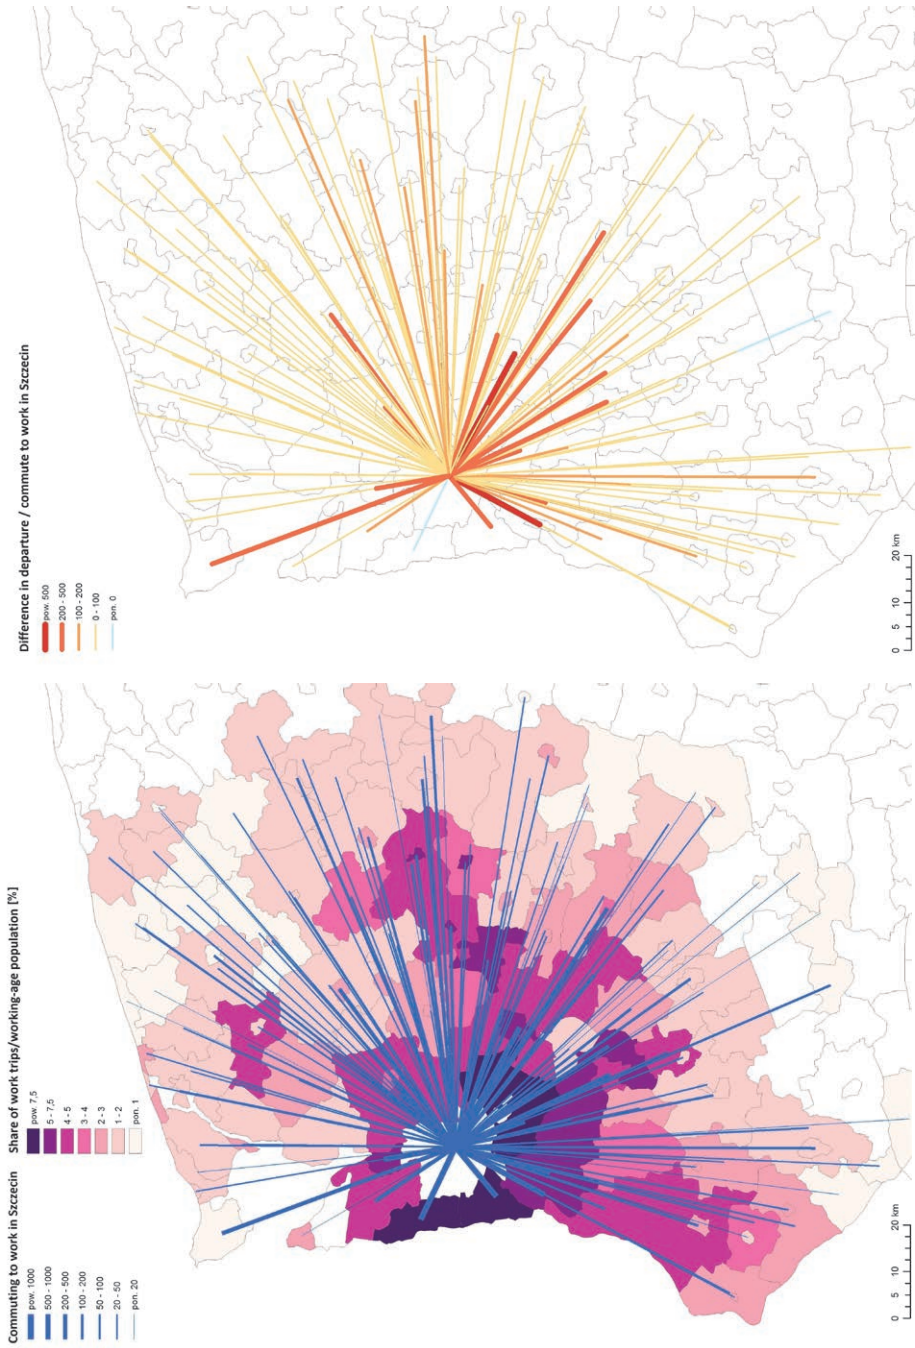 Commuting to work in Szczecin
pow. 1000
500 - 1000
200 - 500
100 - 200
50 - 100
20 - 50
pon. 20
Share of work trips/working-age population [%]
pow. 7,5
5 - 7,5
4 - 5
3 - 4
2 - 3
1 - 2
pon. 1
0 5 10 20 km
Difference in departure / commute to work in Szczecin
pow. 500
200 - 500
100 - 200
0 - 100
pon. 0
0 5 10 20 km